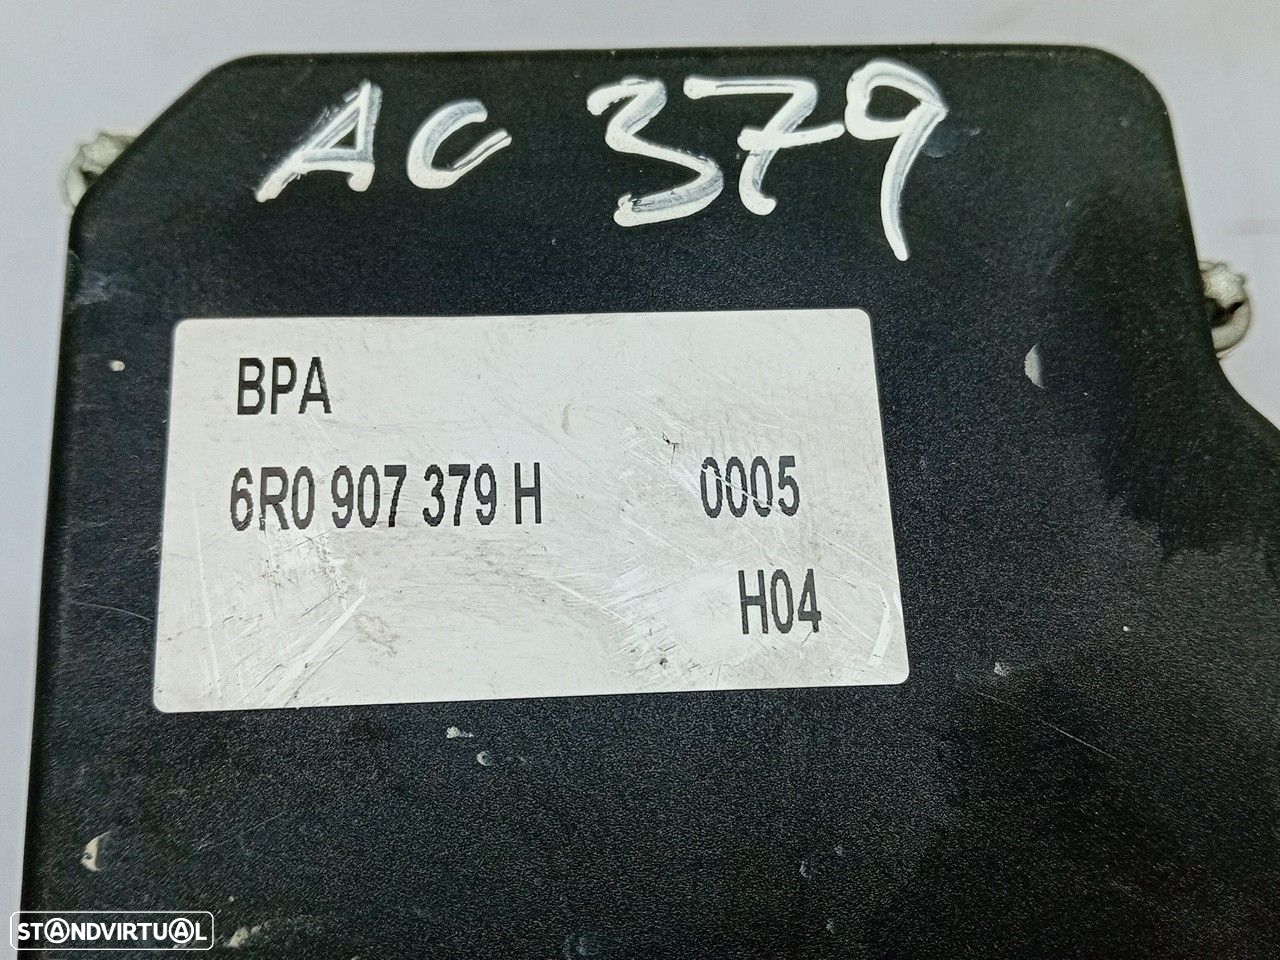 AC 379
BPA
6R0 907 379 H 0005
H04
STANDVIRTUAL